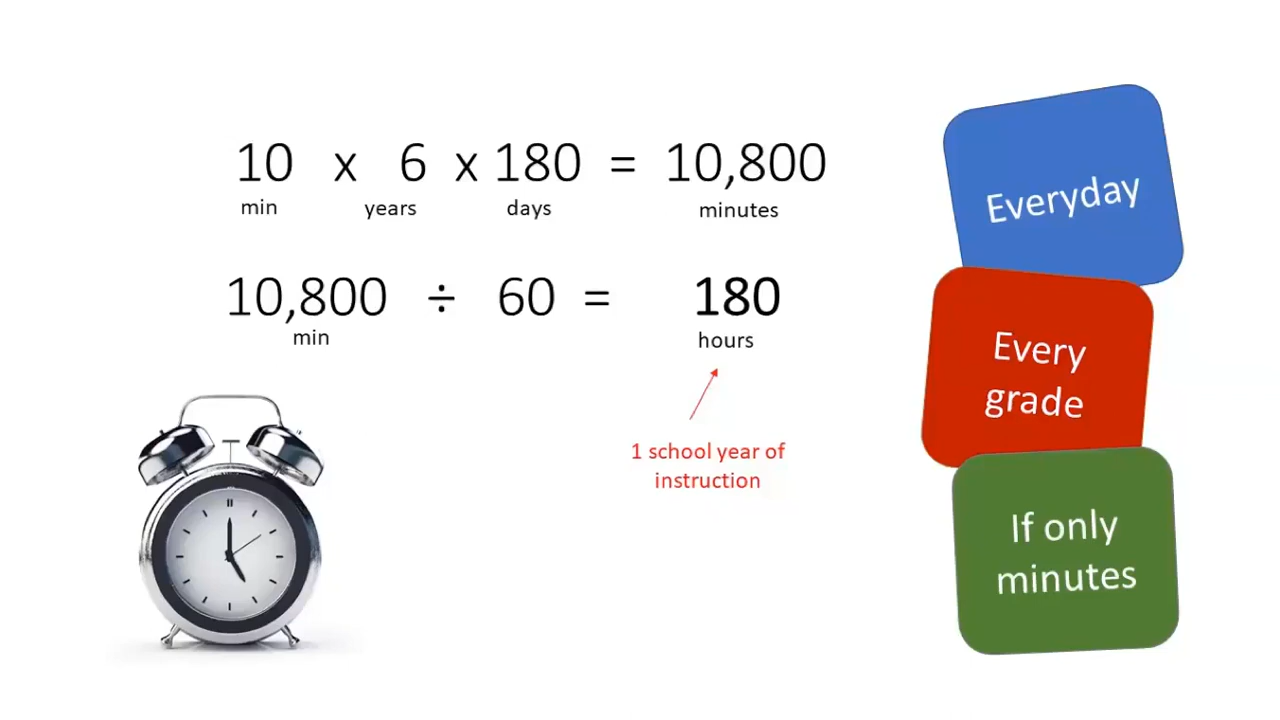 10 x 6 x 180 = 10,800
min years days minutes
10,800 ÷ 60 = 180
min hours
1 school year of
instruction
Everyday
Every
grade
If only
minutes